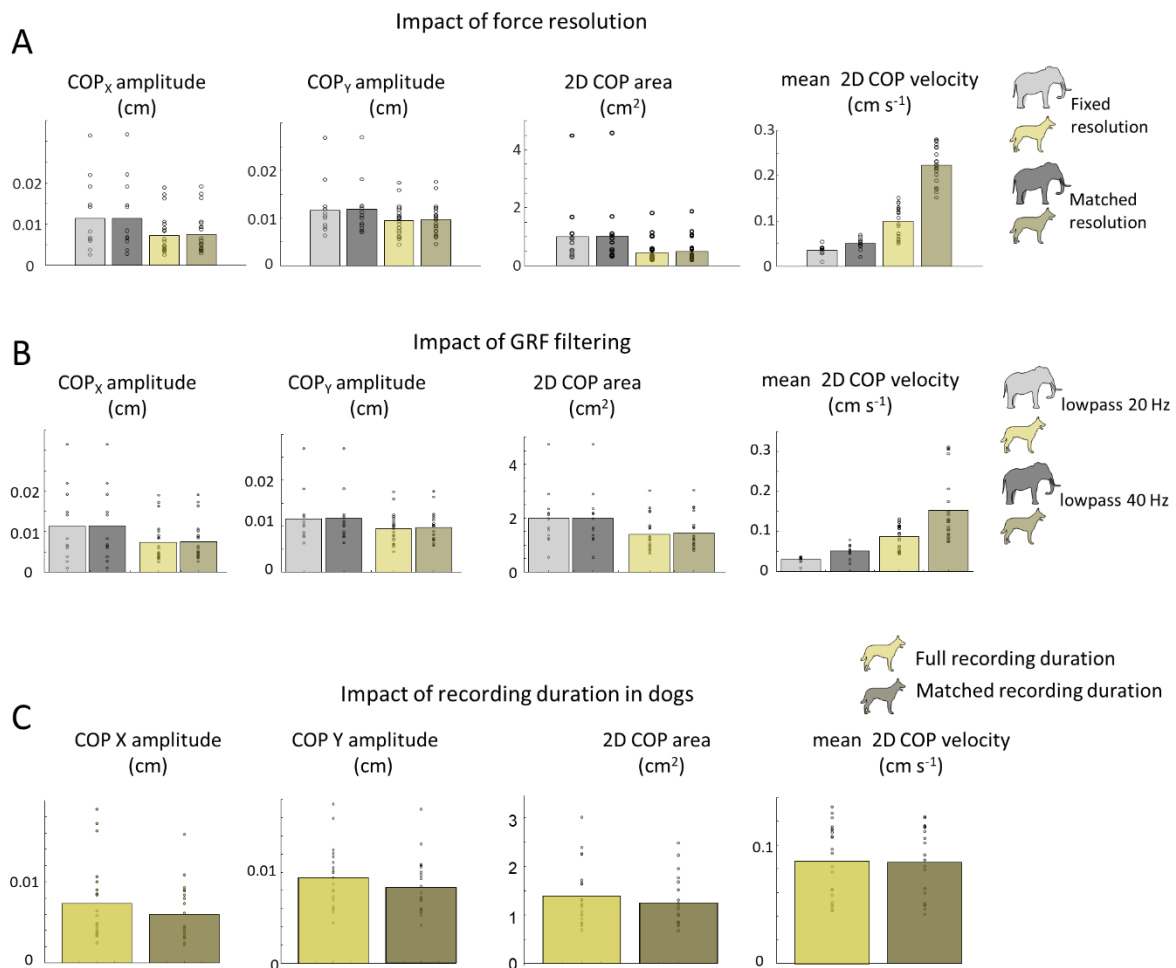 Impact of force resolution
A
COPX amplitude
(cm)
COPY amplitude
(cm)
2D COP area
(cm²)
mean 2D COP velocity
(cm s⁻¹)
0.02
0.01
0
0.02
0.01
0
4
2
0
0.3
0.2
0.1
0
Fixed
resolution
Matched
resolution
Impact of GRF filtering
B
COPX amplitude
(cm)
COPY amplitude
(cm)
2D COP area
(cm²)
mean 2D COP velocity
(cm s⁻¹)
0.02
0.01
0
0.02
0.01
0
4
2
0
0.3
0.2
0.1
0
lowpass 20 Hz
lowpass 40 Hz
Full recording duration
Matched recording duration
Impact of recording duration in dogs
C
COP X amplitude
(cm)
COP Y amplitude
(cm)
2D COP area
(cm²)
mean 2D COP velocity
(cm s⁻¹)
0.01
0
0.01
0
3
2
1
0
0.1
0